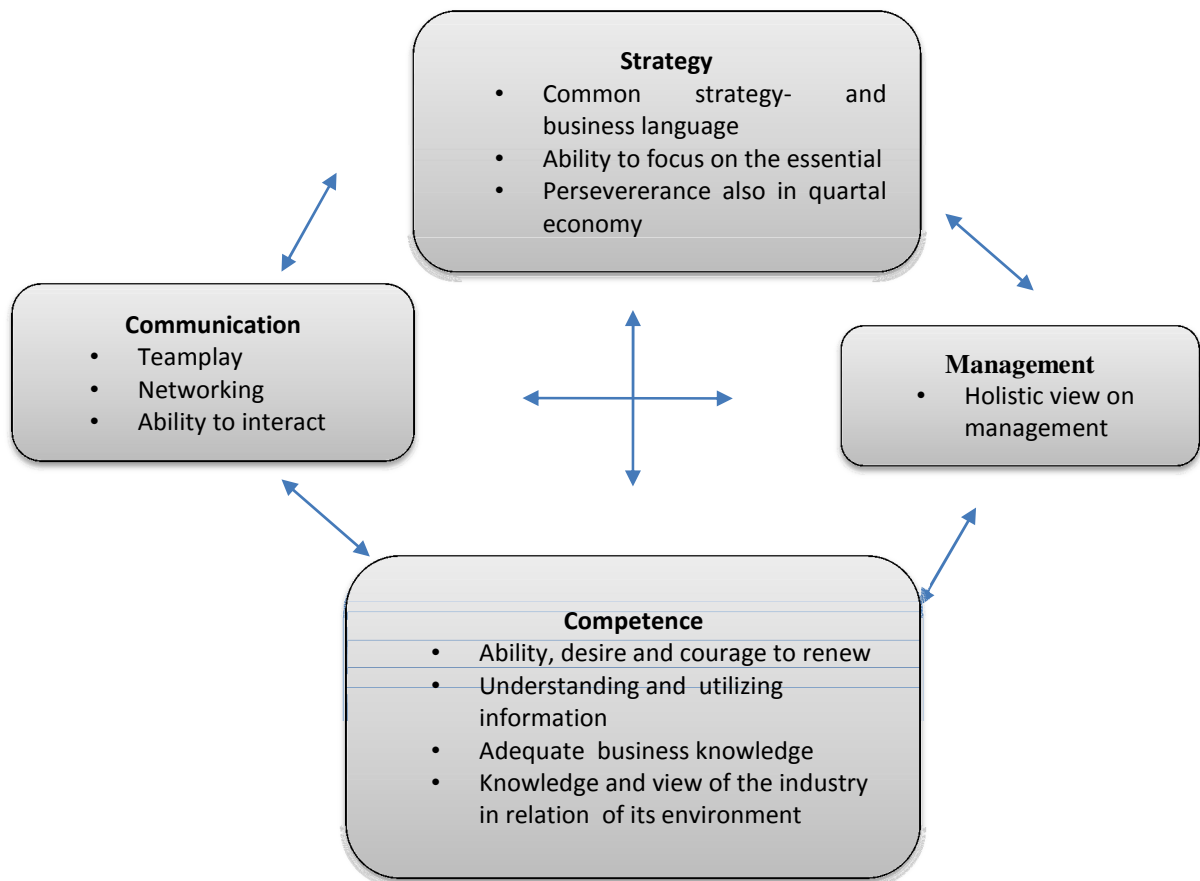 Strategy
• Common strategy- and
business language
• Ability to focus on the essential
• Persevererance also in quartal
economy
Communication
• Teamplay
• Networking
• Ability to interact
Management
• Holistic view on
management
Competence
• Ability, desire and courage to renew
• Understanding and utilizing
information
• Adequate business knowledge
• Knowledge and view of the industry
in relation of its environment